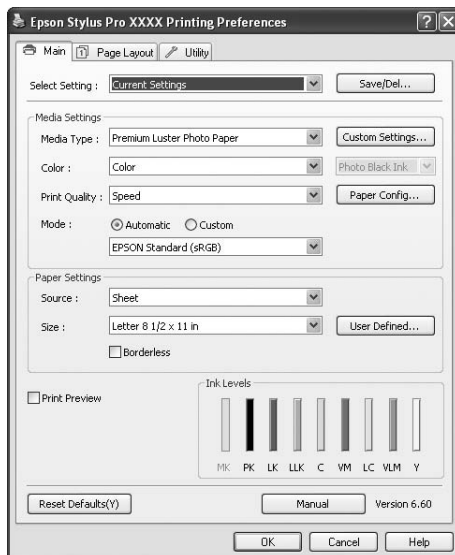 Epson Stylus Pro XXXX Printing Preferences
Main Page Layout Utility
Select Setting : Current Settings Save/Del...
Media Settings
Media Type : Premium Luster Photo Paper Custom Settings...
Color : Color Photo Black Ink
Print Quality : Speed Paper Config...
Mode : Automatic Custom
EPSON Standard (sRGB)
Paper Settings
Source : Sheet
Size : Letter 8 1/2 x 11 in User Defined...
Borderless
Print Preview
Ink Levels
MK PK LK LLK C VM LC VLM Y
Reset Defaults(Y) Manual Version 6.60
OK Cancel Help